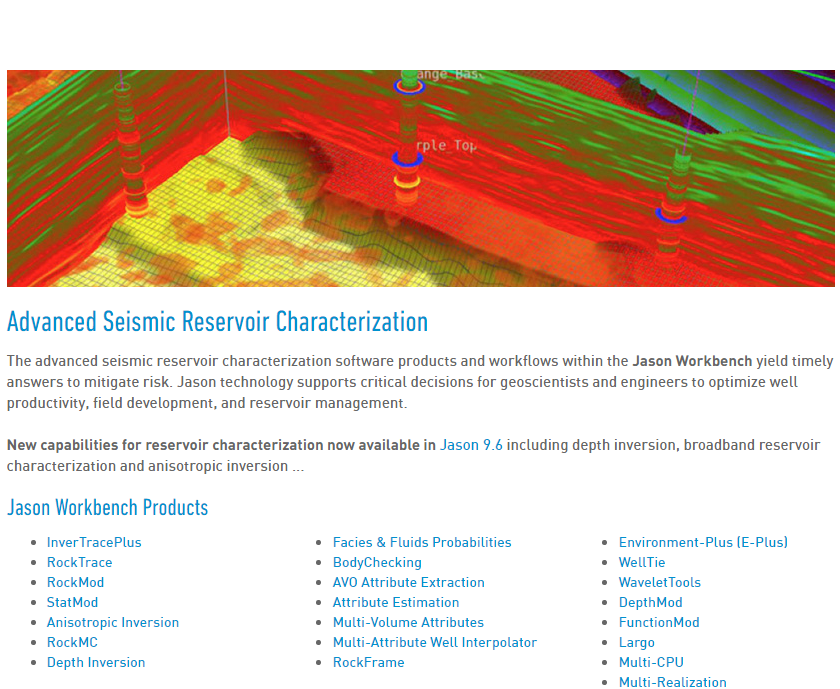 Advanced Seismic Reservoir Characterization
The advanced seismic reservoir characterization software products and workflows within the Jason Workbench yield timely
answers to mitigate risk. Jason technology supports critical decisions for geoscientists and engineers to optimize well
productivity, field development, and reservoir management.
New capabilities for reservoir characterization now available in Jason 9.6 including depth inversion, broadband reservoir
characterization and anisotropic inversion ...
Jason Workbench Products
InverTracePlus
RockTrace
RockMod
StatMod
Anisotropic Inversion
RockMC
Depth Inversion
Facies & Fluids Probabilities
BodyChecking
AVO Attribute Extraction
Attribute Estimation
Multi-Volume Attributes
Multi-Attribute Well Interpolator
RockFrame
Environment-Plus (E-Plus)
WellTie
WaveletTools
DepthMod
FunctionMod
Largo
Multi-CPU
Multi-Realization